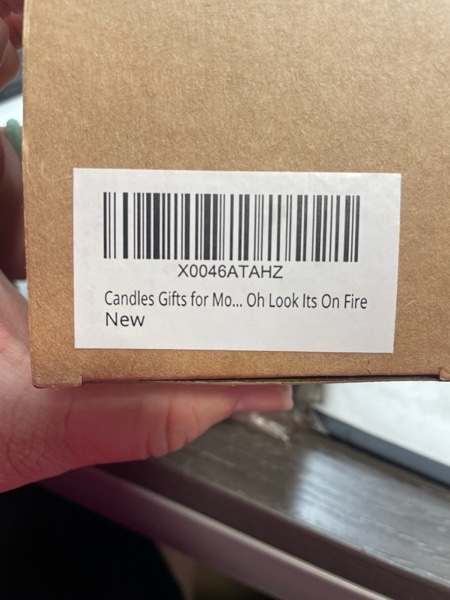 X0046ATAHZ
Candles Gifts for Mo... Oh Look Its On Fire
New